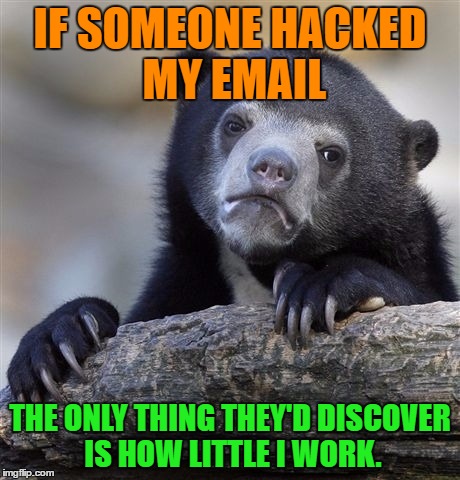 IF SOMEONE HACKED
MY EMAIL
THE ONLY THING THEY'D DISCOVER
IS HOW LITTLE I WORK.
imgflip.com